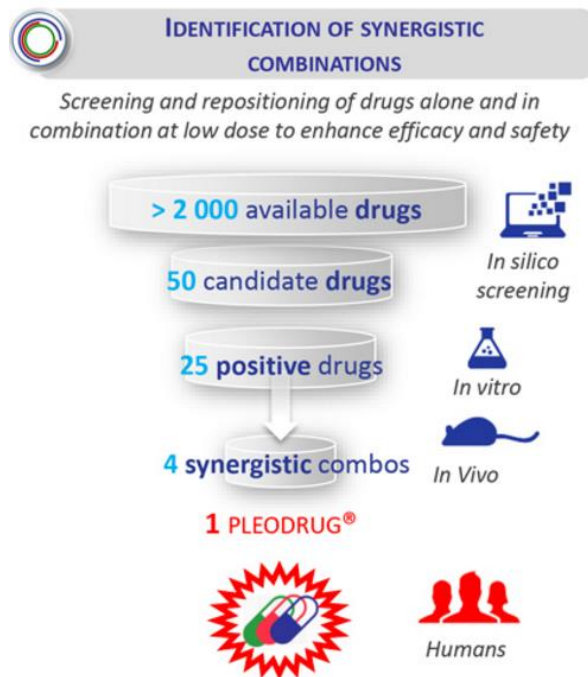 IDENTIFICATION OF SYNERGISTIC
COMBINATIONS
Screening and repositioning of drugs alone and in
combination at low dose to enhance efficacy and safety
> 2 000 available drugs
In silico
screening
50 candidate drugs
25 positive drugs
In vitro
4 synergistic combos
In Vivo
1 PLEODRUG®
Humans